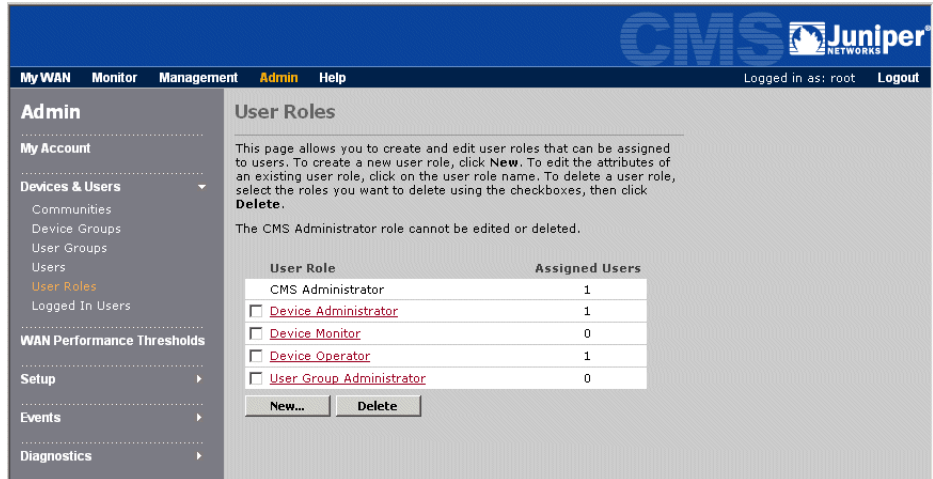 CMS
Juniper®
NETWORKS
My WAN Monitor Management Admin Help Logged in as: root Logout
Admin
My Account
Devices & Users
Communities
Device Groups
User Groups
Users
User Roles
Logged In Users
WAN Performance Thresholds
Setup
Events
Diagnostics
User Roles
This page allows you to create and edit user roles that can be assigned
to users. To create a new user role, click New. To edit the attributes of
an existing user role, click on the user role name. To delete a user role,
select the roles you want to delete using the checkboxes, then click
Delete.
The CMS Administrator role cannot be edited or deleted.
User Role Assigned Users
CMS Administrator 1
Device Administrator 1
Device Monitor 0
Device Operator 1
User Group Administrator 0
New... Delete